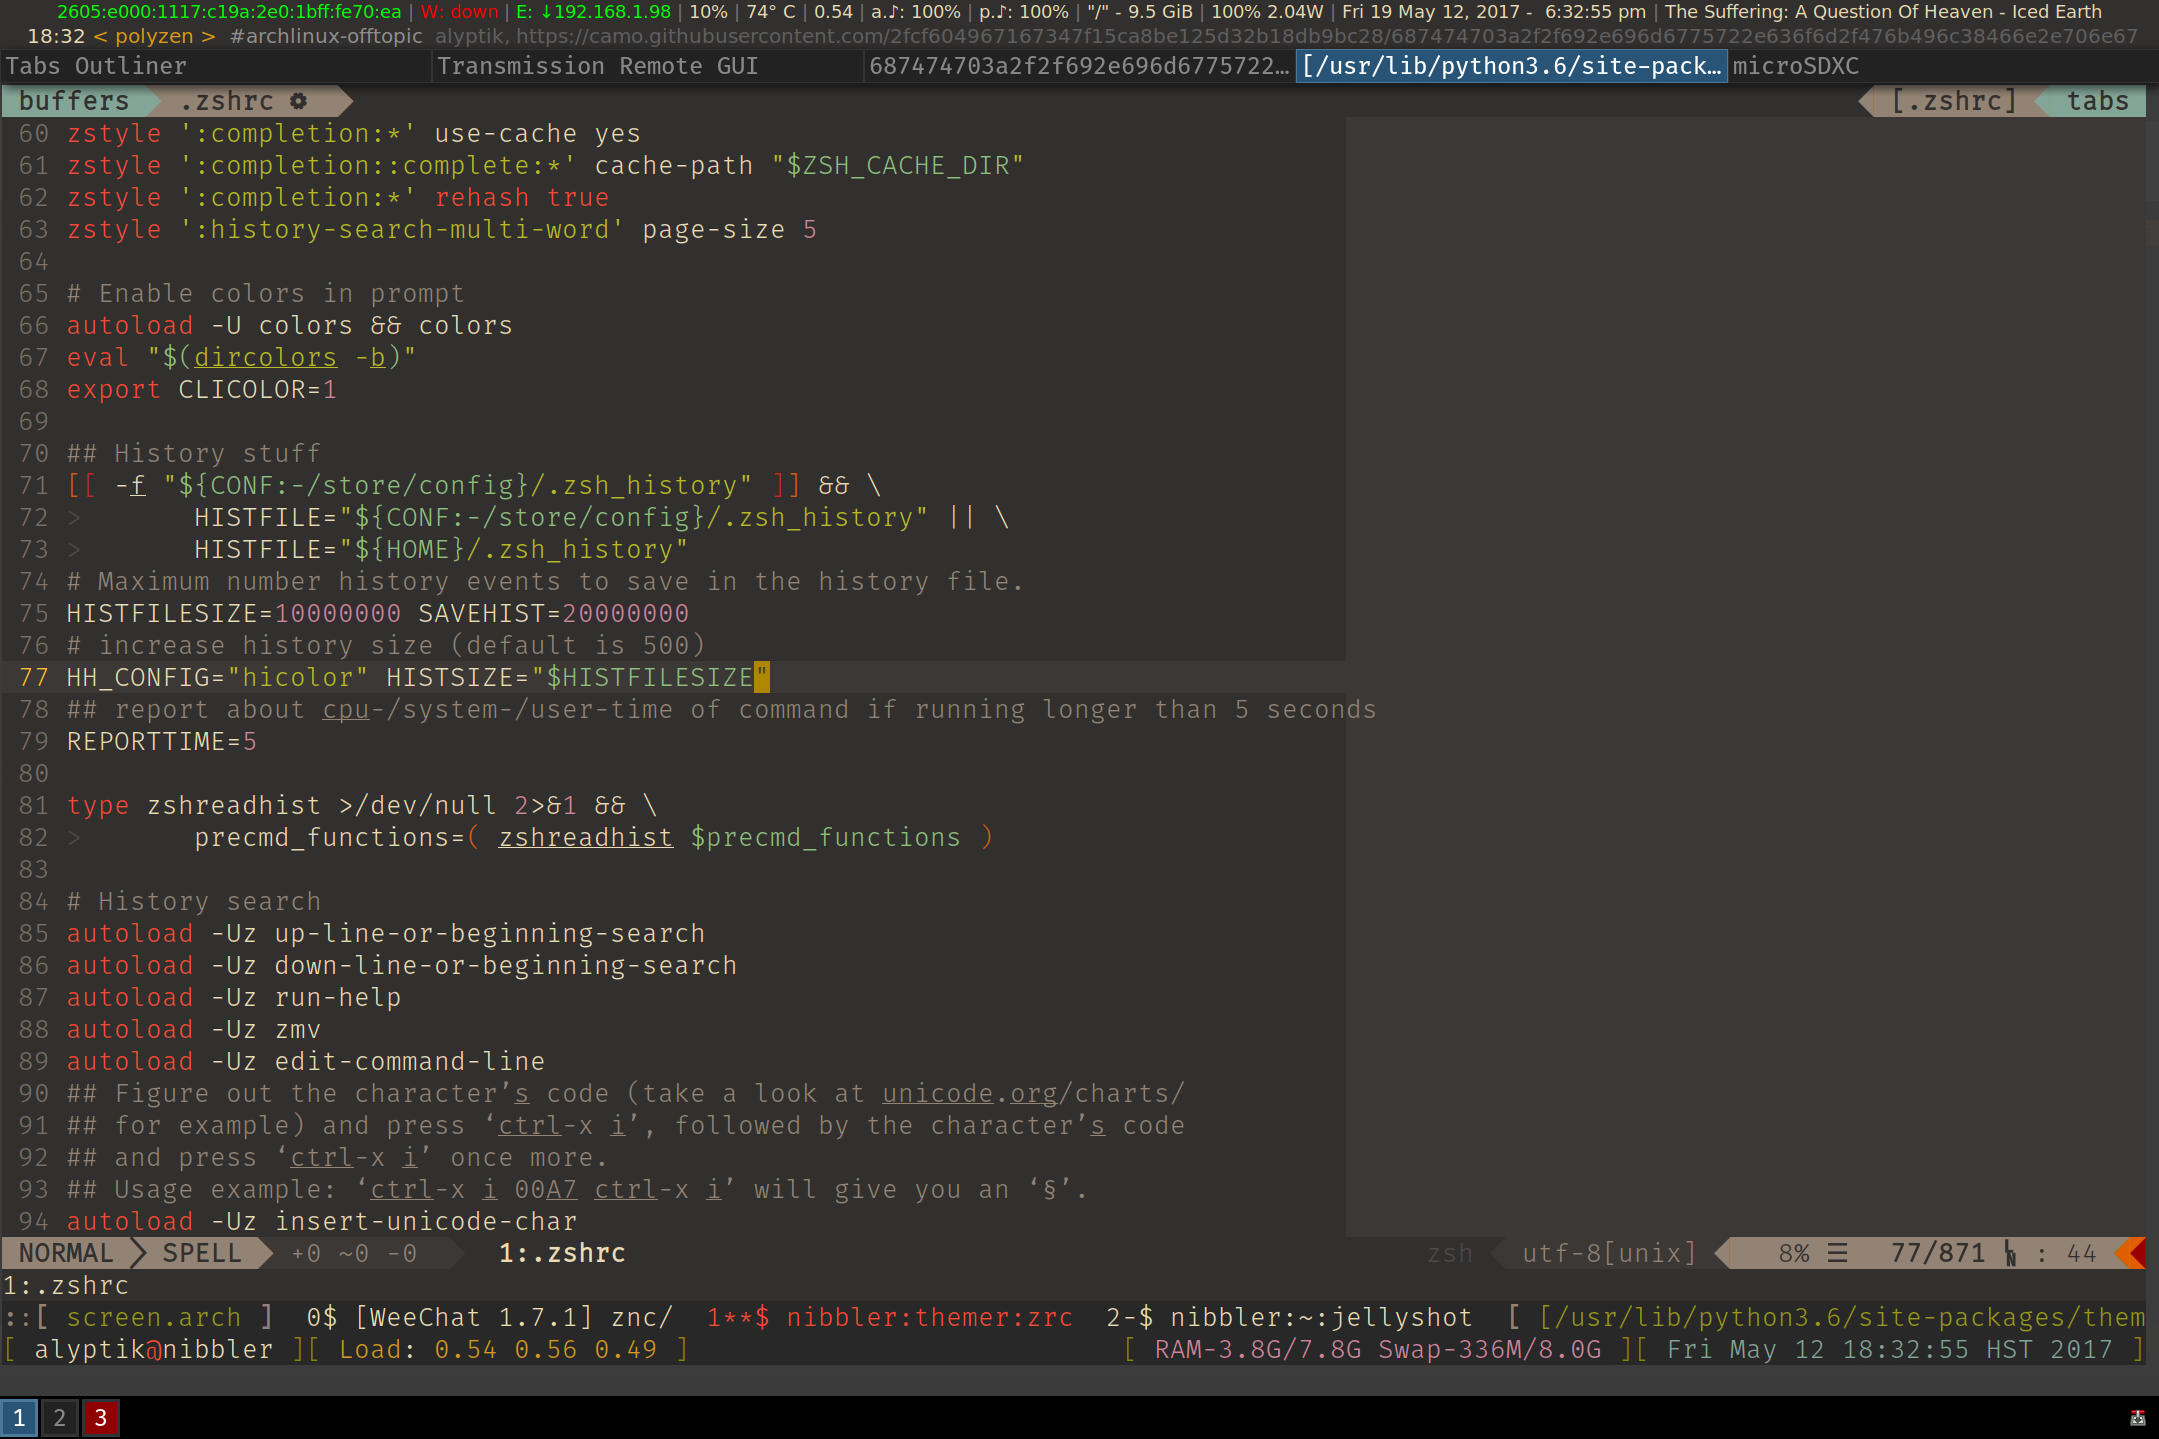 2605:e000:1117:c19a:2e0:1bff:fe70:ea | W: down | E: ↓192.168.1.98 | 10% | 74° C | 0.54 | a.♪: 100% | p.♪: 100% | "/" - 9.5 GiB | 100% 2.04W | Fri 19 May 12, 2017 -  6:32:55 pm | The Suffering: A Question Of Heaven - Iced Earth
18:32 < polyzen > #archlinux-offtopic alyptik, https://camo.githubusercontent.com/2fcf604967167347f15ca8be125d32b18db9bc28/687474703a2f2f692e696d6775722e636f6d2f476b496c38466e2e706e67
Tabs Outliner Transmission Remote GUI 687474703a2f2f692e696d6775722… [/usr/lib/python3.6/site-pack… microSDXC
buffers .zshrc ⚙ [.zshrc] tabs
60 zstyle ':completion:*' use-cache yes
61 zstyle ':completion::complete:*' cache-path "$ZSH_CACHE_DIR"
62 zstyle ':completion:*' rehash true
63 zstyle ':history-search-multi-word' page-size 5
64
65 # Enable colors in prompt
66 autoload -U colors && colors
67 eval "$(dircolors -b)"
68 export CLICOLOR=1
69
70 ## History stuff
71 [[ -f "${CONF:-/store/config}/.zsh_history" ]] && \
72 >       HISTFILE="${CONF:-/store/config}/.zsh_history" || \
73 >       HISTFILE="${HOME}/.zsh_history"
74 # Maximum number history events to save in the history file.
75 HISTFILESIZE=10000000 SAVEHIST=20000000
76 # increase history size (default is 500)
77 HH_CONFIG="hicolor" HISTSIZE="$HISTFILESIZE"
78 ## report about cpu-/system-/user-time of command if running longer than 5 seconds
79 REPORTTIME=5
80
81 type zshreadhist >/dev/null 2>&1 && \
82 >       precmd_functions=( zshreadhist $precmd_functions )
83
84 # History search
85 autoload -Uz up-line-or-beginning-search
86 autoload -Uz down-line-or-beginning-search
87 autoload -Uz run-help
88 autoload -Uz zmv
89 autoload -Uz edit-command-line
90 ## Figure out the character’s code (take a look at unicode.org/charts/
91 ## for example) and press ‘ctrl-x i’, followed by the character’s code
92 ## and press ‘ctrl-x i’ once more.
93 ## Usage example: ‘ctrl-x i 00A7 ctrl-x i’ will give you an ‘§’.
94 autoload -Uz insert-unicode-char
NORMAL SPELL +0 ~0 -0 1:.zshrc zsh utf-8[unix] 8% ☰ 77/871 : 44
1:.zshrc
::[ screen.arch ]  0$ [WeeChat 1.7.1] znc/  1**$ nibbler:themer:zrc  2-$ nibbler:~:jellyshot  [ [/usr/lib/python3.6/site-packages/them
[ alyptik@nibbler ][ Load: 0.54 0.56 0.49 ] [ RAM-3.8G/7.8G Swap-336M/8.0G ][ Fri May 12 18:32:55 HST 2017 ]
1 2 3